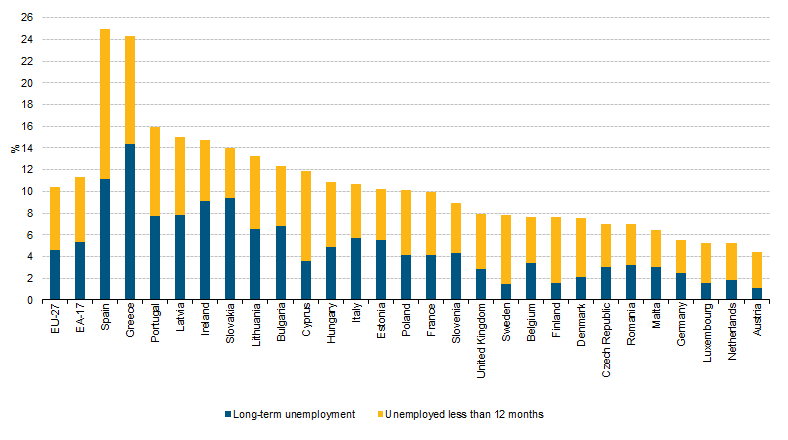 26
24
22
20
18
16
14
12
10
8
6
4
2
0
%
EU-27
EA-17
Spain
Greece
Portugal
Latvia
Ireland
Slovakia
Lithuania
Bulgaria
Cyprus
Hungary
Italy
Estonia
Poland
France
Slovenia
United Kingdom
Sweden
Belgium
Finland
Denmark
Czech Republic
Romania
Malta
Germany
Luxembourg
Netherlands
Austria
Long-term unemployment
Unemployed less than 12 months